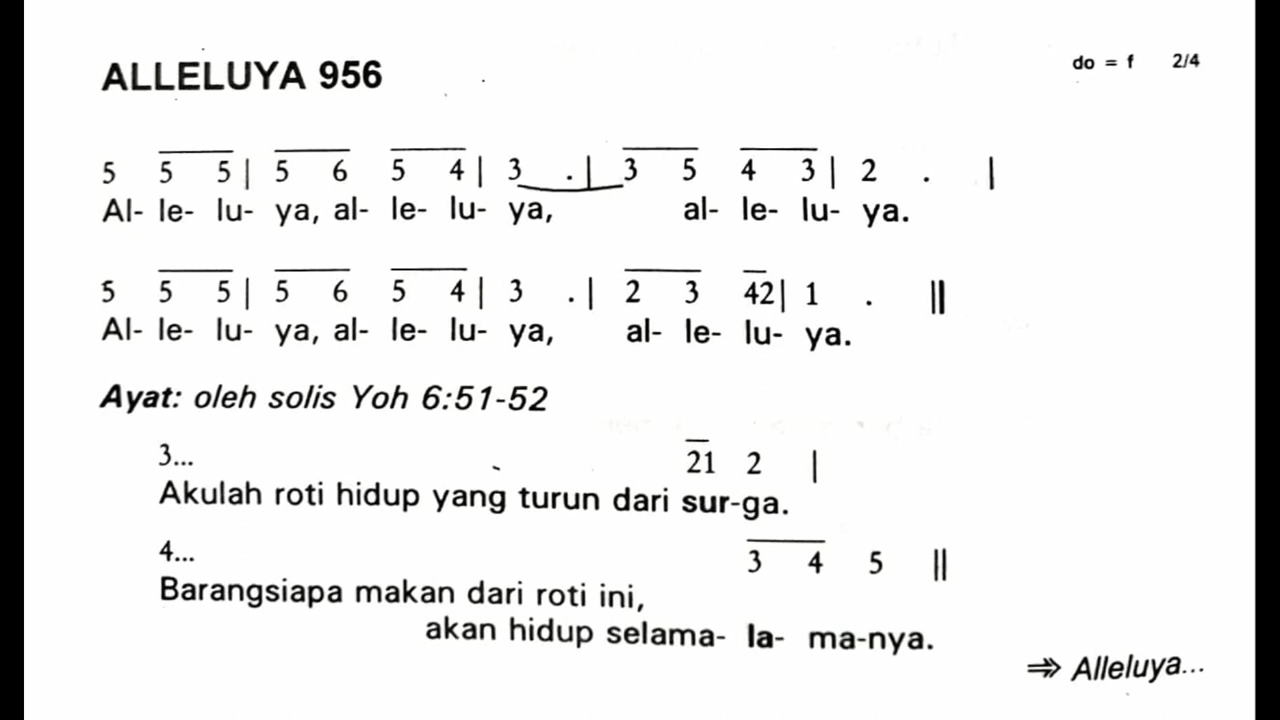 ALLELUYA 956
do = f 2/4
5 5 5 | 5 6 5 4 | 3 . | 3 5 4 3 | 2 . |
Al- le- lu- ya, al- le- lu- ya, al- le- lu- ya.
5 5 5 | 5 6 5 4 | 3 . | 2 3 42 | 1 . ||
Al- le- lu- ya, al- le- lu- ya, al- le- lu- ya.
Ayat: oleh solis Yoh 6:51-52
3... 21 2 |
Akulah roti hidup yang turun dari sur-ga.
4... 3 4 5 ||
Barangsiapa makan dari roti ini,
akan hidup selama- la- ma-nya.
⇒ Alleluya...